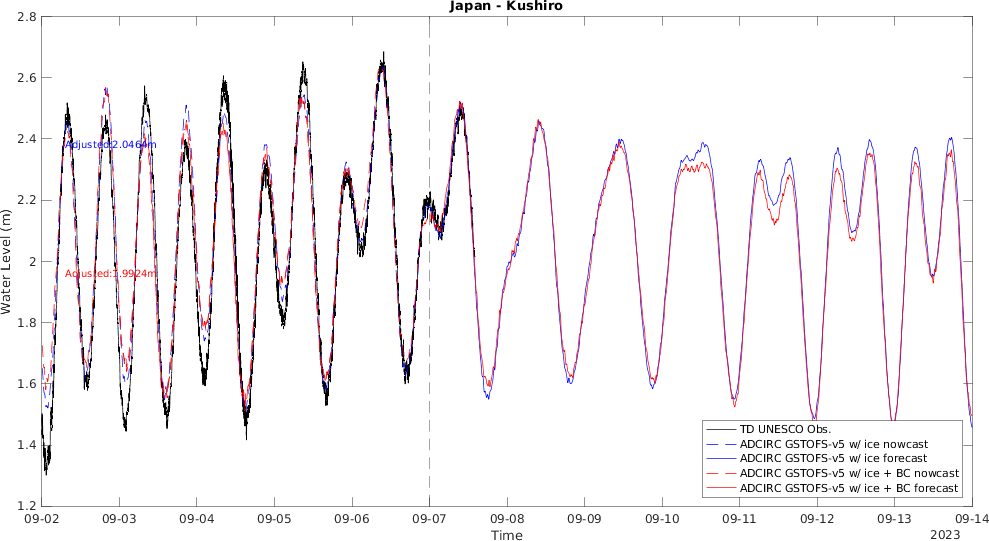 Japan - Kushiro
2.8
2.6
2.4
2.2
2
1.8
1.6
1.4
1.2
Water Level (m)
Adjusted:2.0464m
Adjusted:1.9924m
TD UNESCO Obs.
ADCIRC GSTOFS-v5 w/ ice nowcast
ADCIRC GSTOFS-v5 w/ ice forecast
ADCIRC GSTOFS-v5 w/ ice + BC nowcast
ADCIRC GSTOFS-v5 w/ ice + BC forecast
09-02 09-03 09-04 09-05 09-06 09-07 09-08 09-09 09-10 09-11 09-12 09-13 09-14
Time
2023